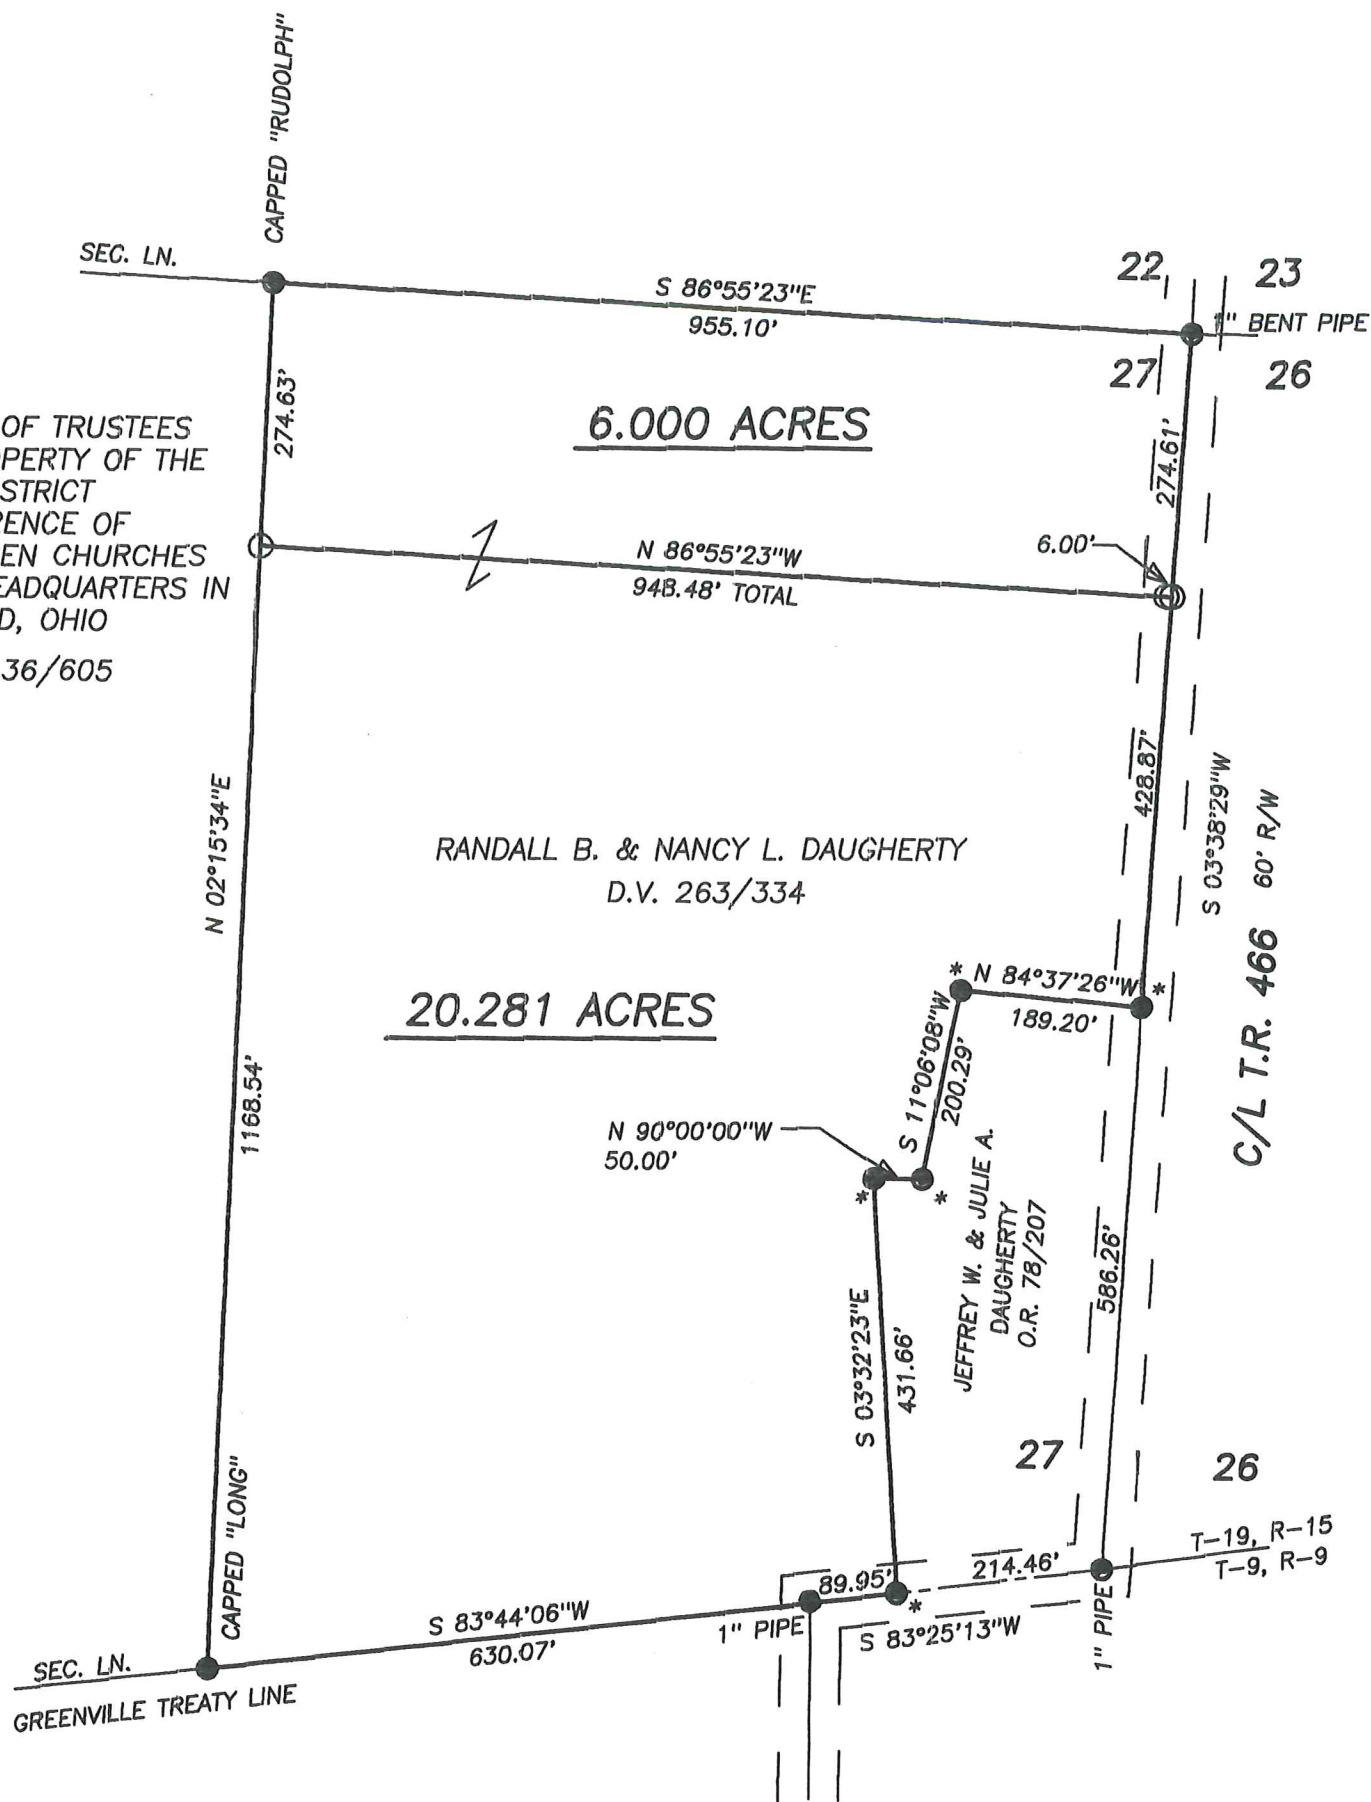 CAPPED "RUDOLPH"
SEC. LN.
S 86°55'23"E
955.10'
22
23
1" BENT PIPE
27
26
6.000 ACRES
274.63'
274.61'
OF TRUSTEES
OPERTY OF THE
STRICT
RENCE OF
EN CHURCHES
EADQUARTERS IN
D, OHIO
36/605
N 86°55'23"W
948.48' TOTAL
6.00'
428.87'
S 03°38'29"W
C/L T.R. 466 60' R/W
N 02°15'34"E
1168.54'
RANDALL B. & NANCY L. DAUGHERTY
D.V. 263/334
20.281 ACRES
* N 84°37'26"W *
189.20'
S 11°06'08"W
200.29'
N 90°00'00"W
50.00'
*
*
JEFFREY W. & JULIE A.
DAUGHERTY
O.R. 78/207
586.26'
S 03°32'23"E
431.66'
27
26
CAPPED "LONG"
T-19, R-15
T-9, R-9
214.46'
89.95'
*
S 83°44'06"W
630.07'
1" PIPE
S 83°25'13"W
1" PIPE
SEC. LN.
GREENVILLE TREATY LINE